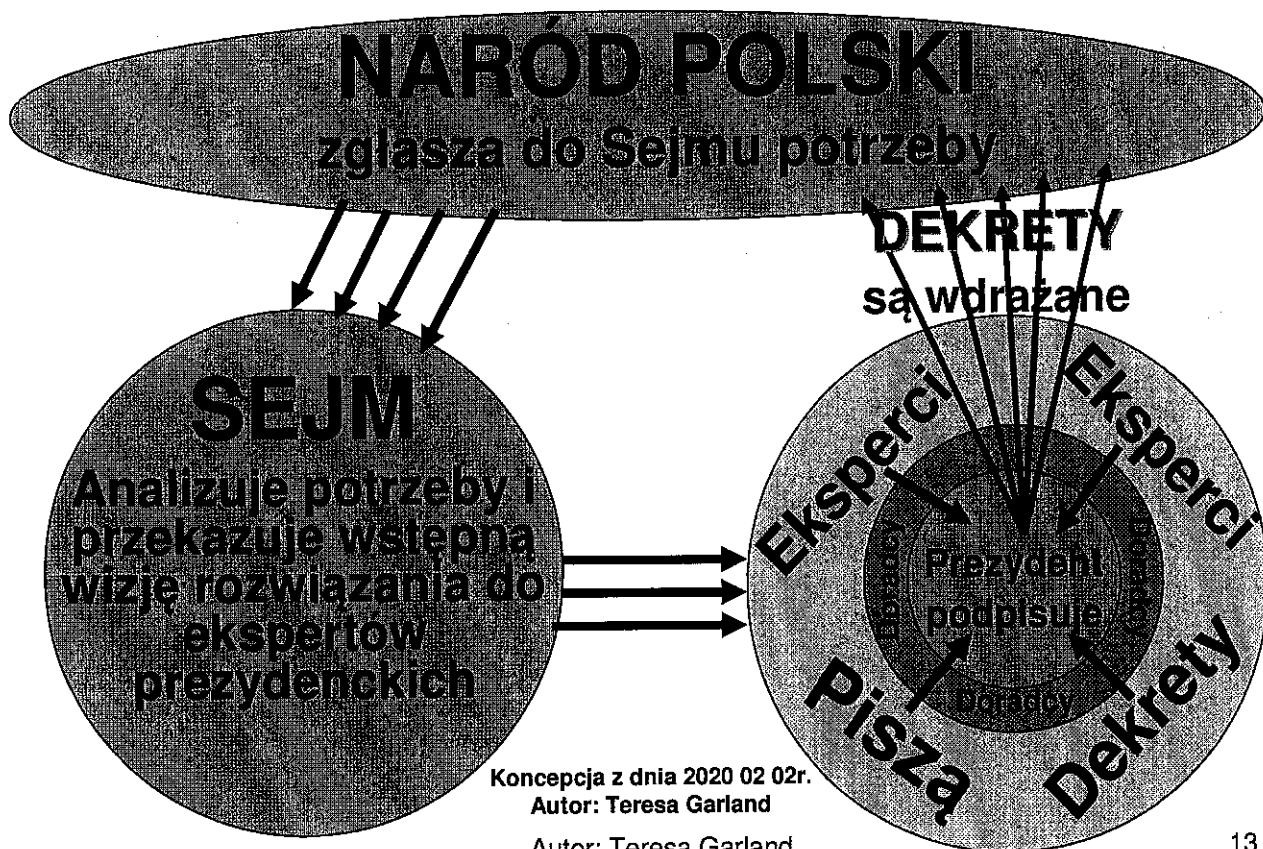 NARÓD POLSKI
zgłasza do Sejmu potrzeby
DEKRETY
są wdrażane
SEJM
Analizuje potrzeby i
przekazuje wstępną
wizję rozwiązania do
ekspertów
prezydenckich
Eksperci
Eksperci
Doradcy
Doradcy
Prezydent
podpisuje
Doradcy
Piszą
Dekrety
Koncepcja z dnia 2020 02 02r.
Autor: Teresa Garland
Autor: Teresa Garland
13